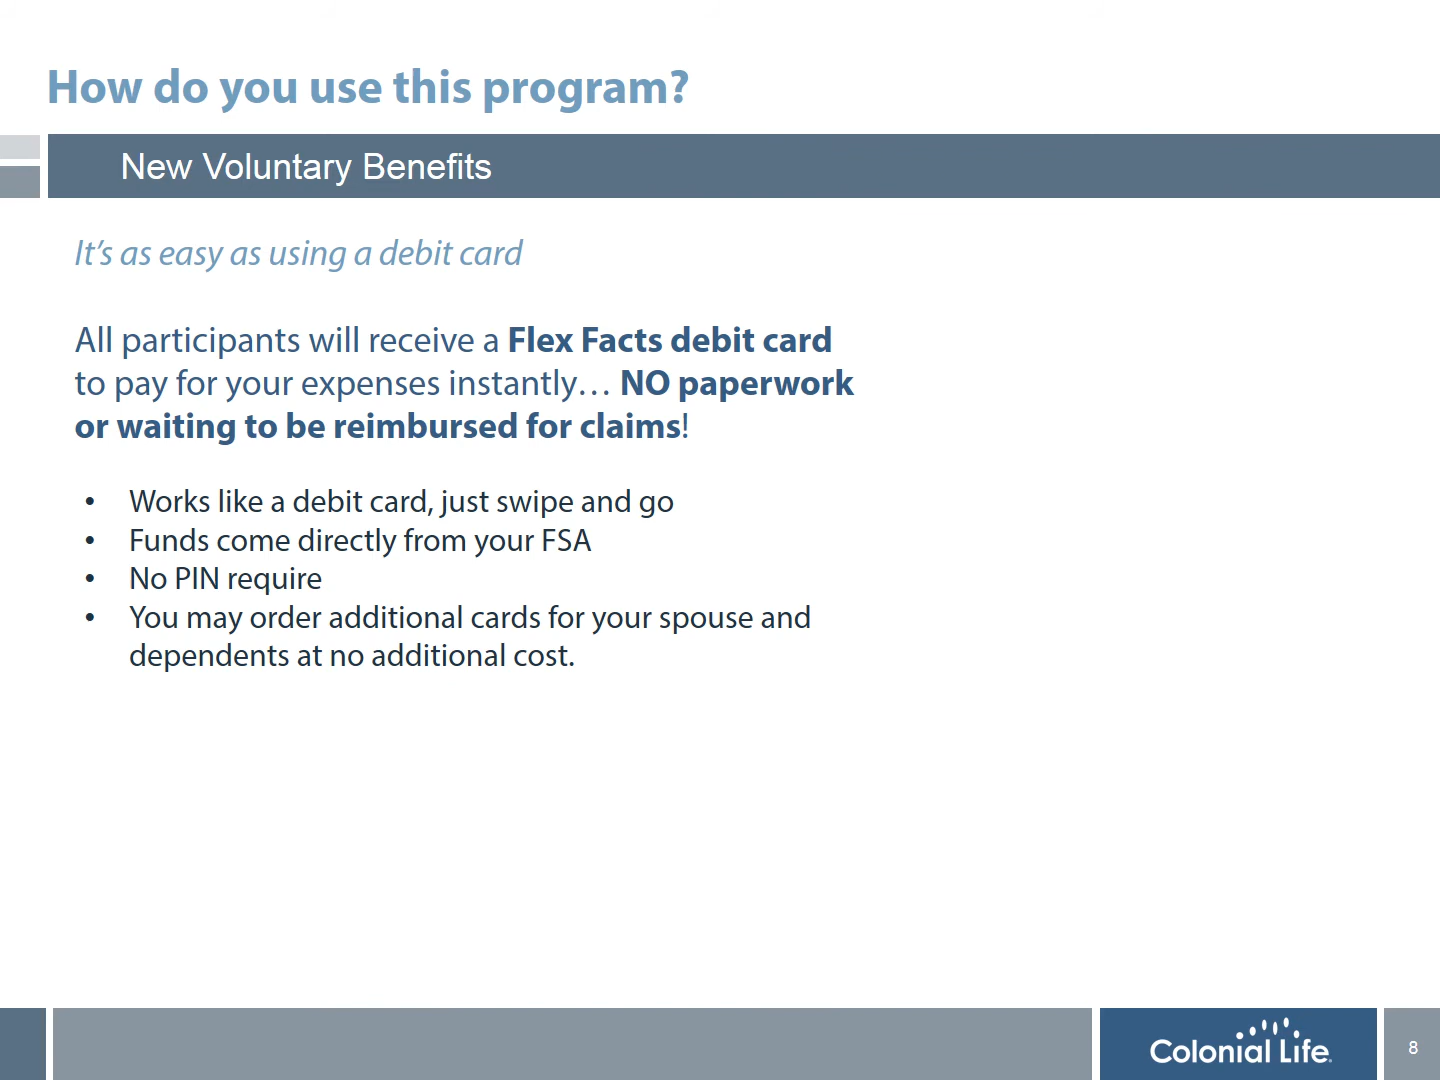 How do you use this program?
New Voluntary Benefits
It’s as easy as using a debit card
All participants will receive a Flex Facts debit card
to pay for your expenses instantly… NO paperwork
or waiting to be reimbursed for claims!
• Works like a debit card, just swipe and go
• Funds come directly from your FSA
• No PIN require
• You may order additional cards for your spouse and
dependents at no additional cost.
Colonial Life.
8